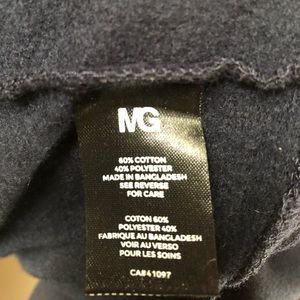 MG
60% COTTON
40% POLYESTER
MADE IN BANGLADESH
SEE REVERSE
FOR CARE
COTON 60%
POLYESTER 40%
FABRIQUE AU BANGLADESH
VOIR AU VERSO
POUR LES SOINS
CA# 41097